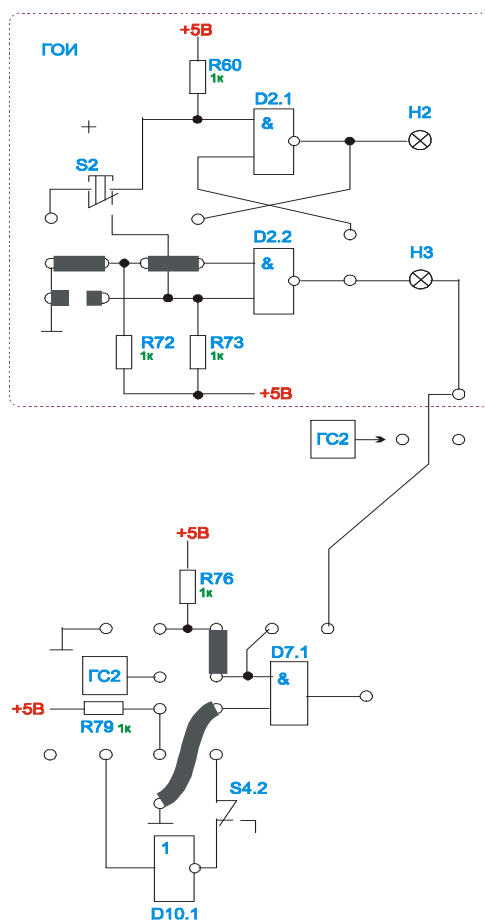 +5В
ГОИ
R60
1к
D2.1
&
H2
S2
D2.2
&
H3
R72
1к
R73
1к
+5В
ГС2
+5В
R76
1к
D7.1
&
ГС2
+5В
R79 1к
S4.2
1
D10.1